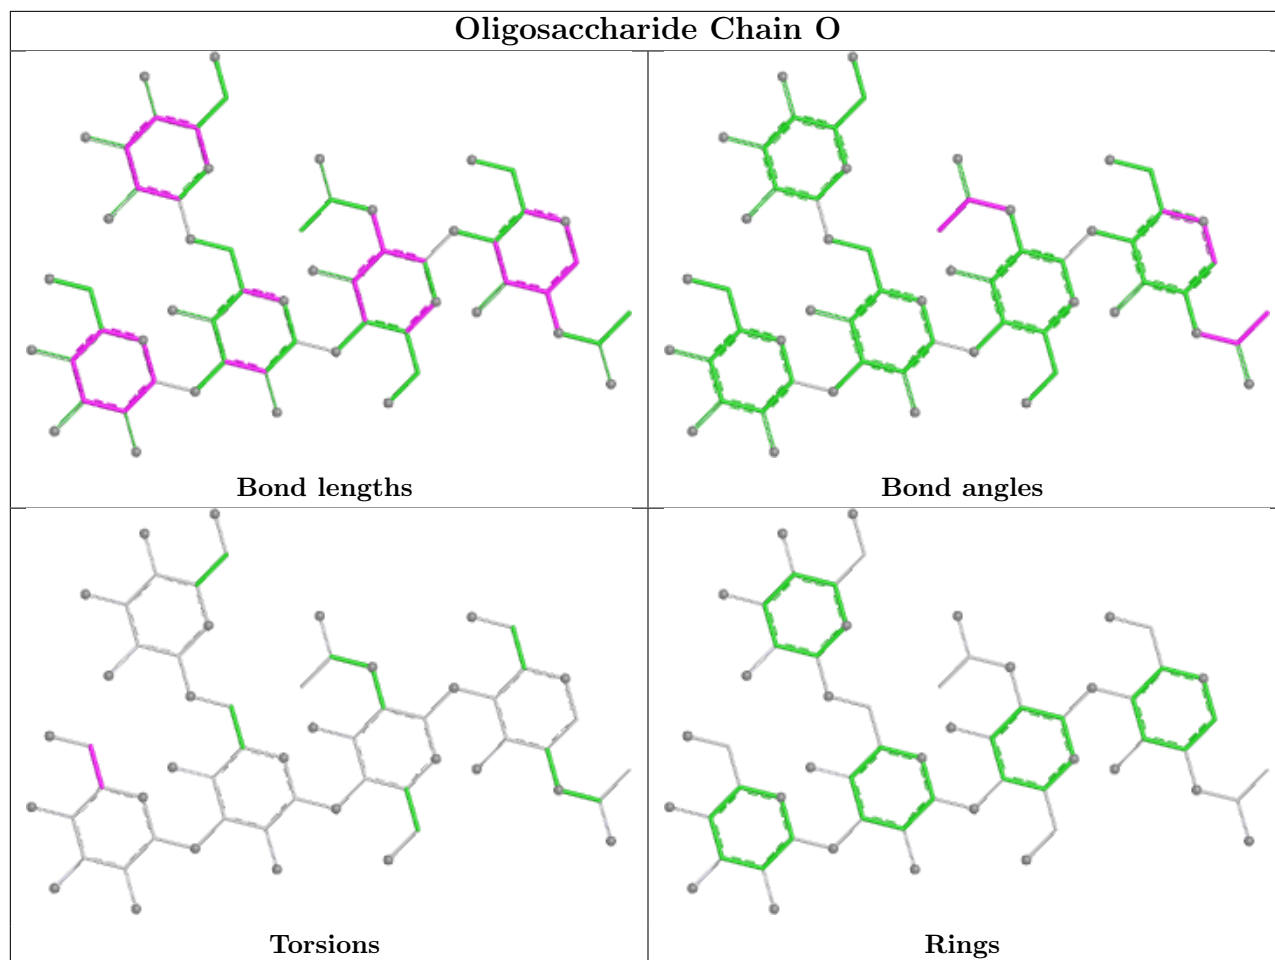 Oligosaccharide Chain O
Bond lengths
Bond angles
Torsions
Rings